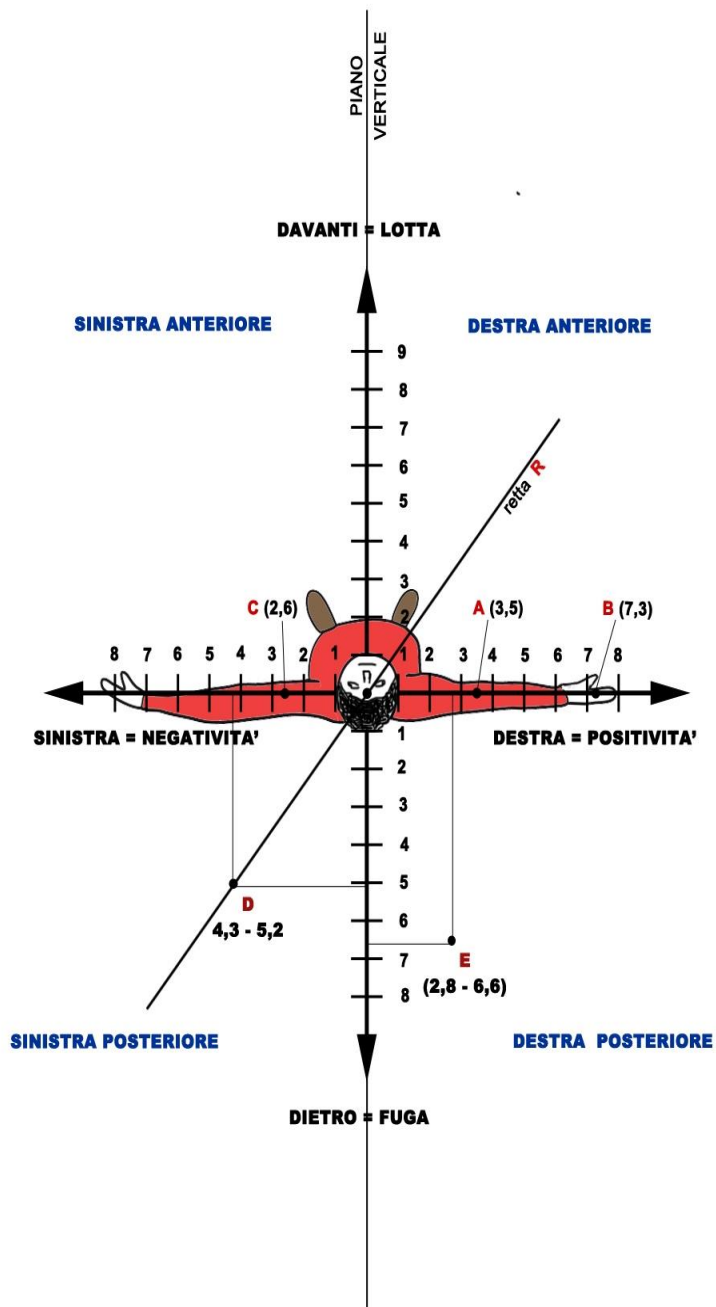 PIANO
VERTICALE
DAVANTI = LOTTA
SINISTRA ANTERIORE
DESTRA ANTERIORE
9
8
7
6
5
4
3
2
retta R
C (2,6)
A (3,5)
B (7,3)
8 7 6 5 4 3 2 1 1 2 3 4 5 6 7 8
SINISTRA = NEGATIVITA’
DESTRA = POSITIVITA’
1
2
3
4
5
6
7
8
D
4,3 - 5,2
E
(2,8 - 6,6)
SINISTRA POSTERIORE
DESTRA POSTERIORE
DIETRO = FUGA